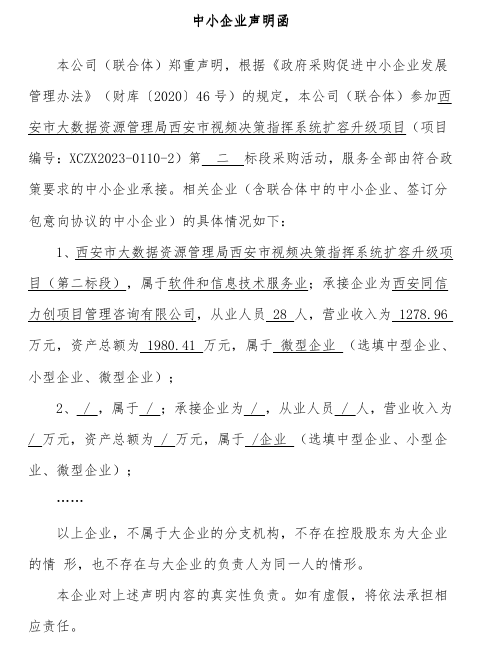 中小企业声明函
本公司（联合体）郑重声明，根据《政府采购促进中小企业发展
管理办法》（财库〔2020〕46 号）的规定，本公司（联合体）参加西
安市大数据资源管理局西安市视频决策指挥系统扩容升级项目（项目
编号：XCZX2023-0110-2）第 二 标段采购活动，服务全部由符合政
策要求的中小企业承接。相关企业（含联合体中的中小企业、签订分
包意向协议的中小企业）的具体情况如下：
1、西安市大数据资源管理局西安市视频决策指挥系统扩容升级项
目（第二标段），属于软件和信息技术服务业；承接企业为西安同信
力创项目管理咨询有限公司，从业人员 28 人，营业收入为 1278.96
万元，资产总额为 1980.41 万元，属于 微型企业 （选填中型企业、
小型企业、微型企业）；
2、 / ，属于 / ；承接企业为 / ，从业人员 / 人，营业收入为
/ 万元，资产总额为 / 万元，属于 /企业 （选填中型企业、小型企
业、微型企业）；
……
以上企业，不属于大企业的分支机构，不存在控股股东为大企业
的情 形，也不存在与大企业的负责人为同一人的情形。
本企业对上述声明内容的真实性负责。如有虚假，将依法承担相
应责任。